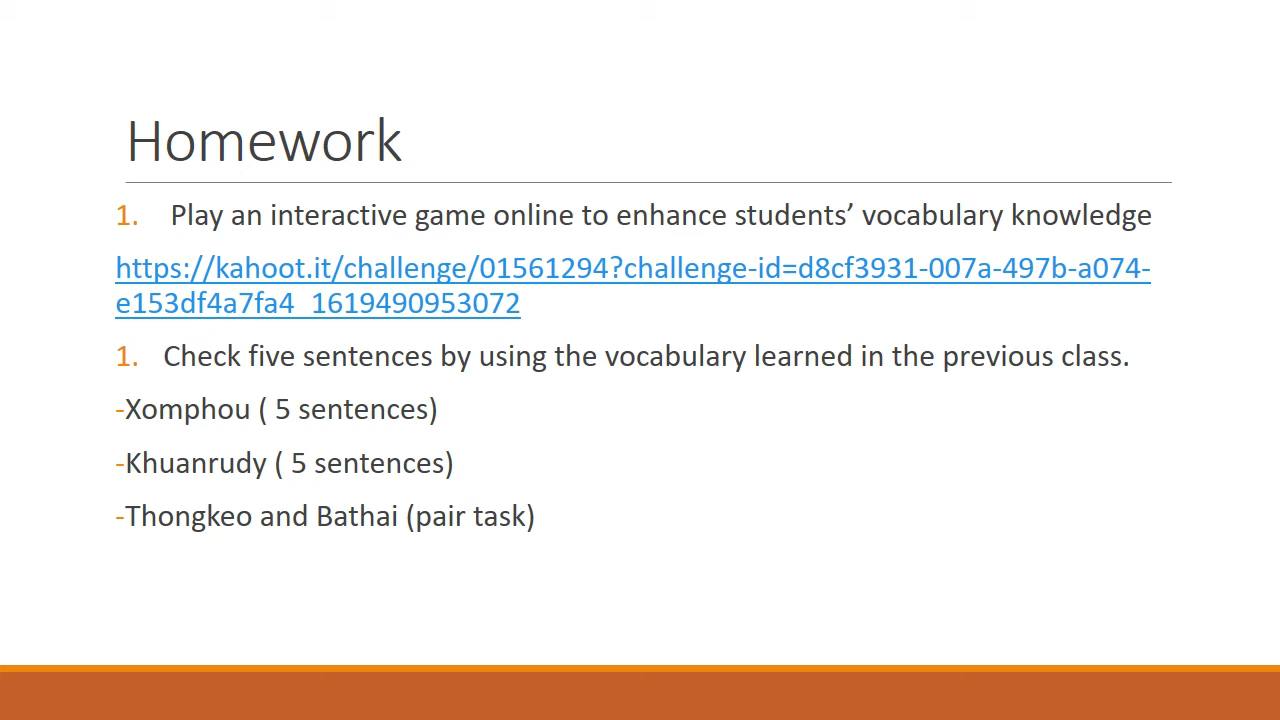 Homework
1. Play an interactive game online to enhance students’ vocabulary knowledge
https://kahoot.it/challenge/01561294?challenge-id=d8cf3931-007a-497b-a074-
e153df4a7fa4_1619490953072
1. Check five sentences by using the vocabulary learned in the previous class.
-Xomphou ( 5 sentences)
-Khuanrudy ( 5 sentences)
-Thongkeo and Bathai (pair task)